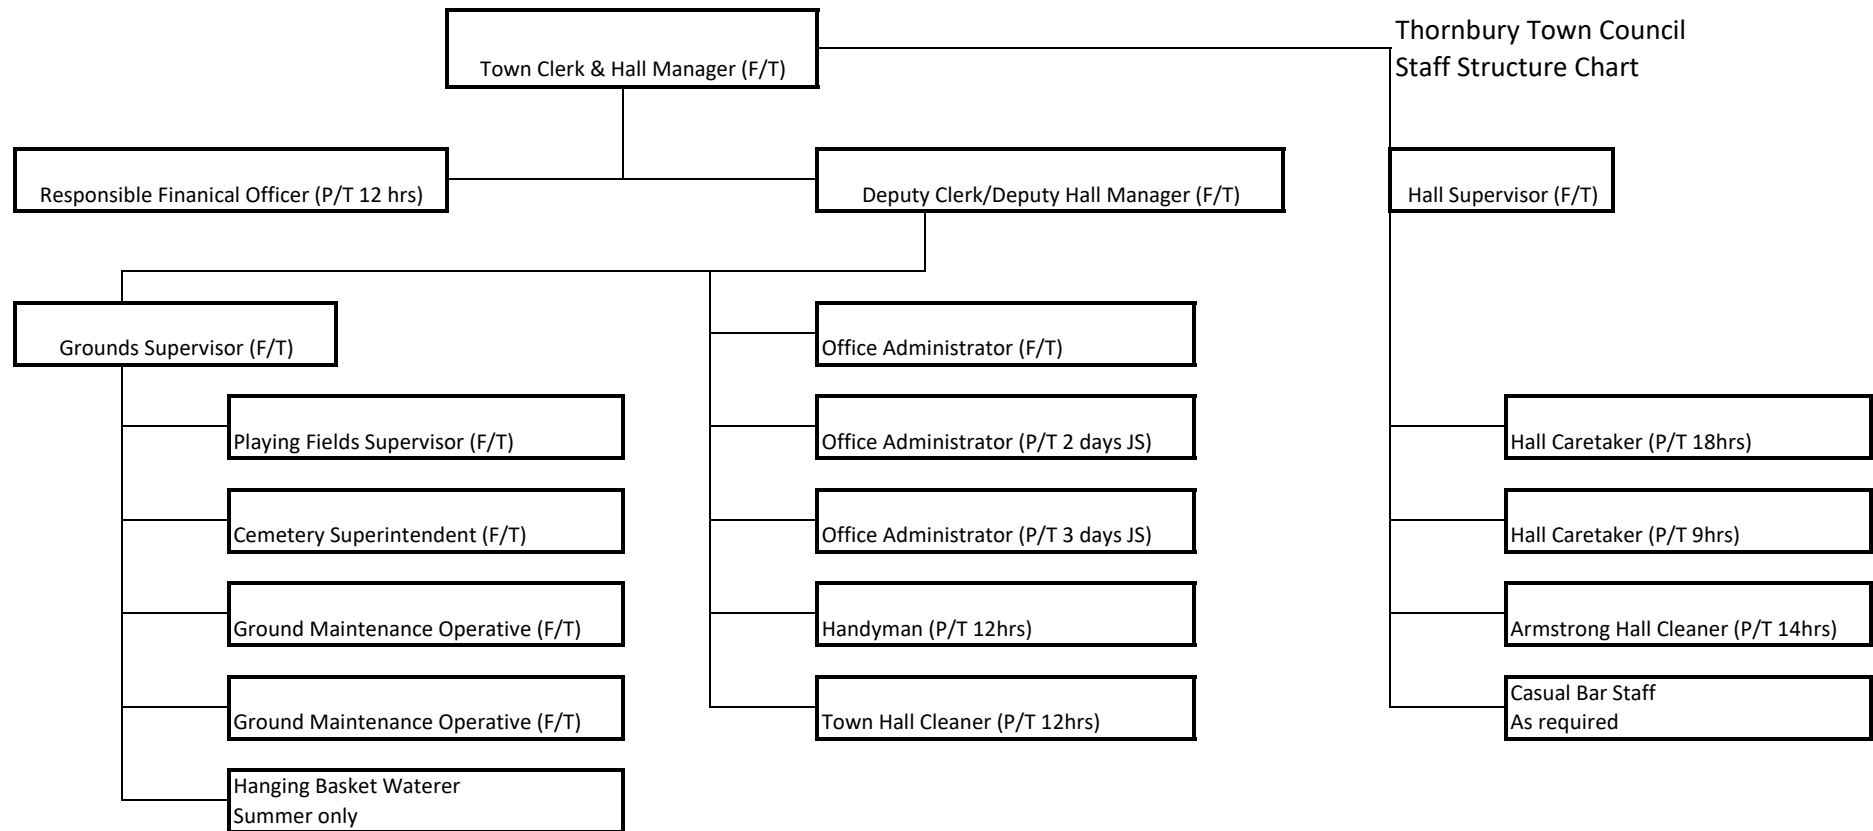 Thornbury Town Council
Staff Structure Chart
Town Clerk & Hall Manager (F/T)
Responsible Finanical Officer (P/T 12 hrs)
Deputy Clerk/Deputy Hall Manager (F/T)
Hall Supervisor (F/T)
Grounds Supervisor (F/T)
Playing Fields Supervisor (F/T)
Cemetery Superintendent (F/T)
Ground Maintenance Operative (F/T)
Ground Maintenance Operative (F/T)
Hanging Basket Waterer
Summer only
Office Administrator (F/T)
Office Administrator (P/T 2 days JS)
Office Administrator (P/T 3 days JS)
Handyman (P/T 12hrs)
Town Hall Cleaner (P/T 12hrs)
Hall Caretaker (P/T 18hrs)
Hall Caretaker (P/T 9hrs)
Armstrong Hall Cleaner (P/T 14hrs)
Casual Bar Staff
As required